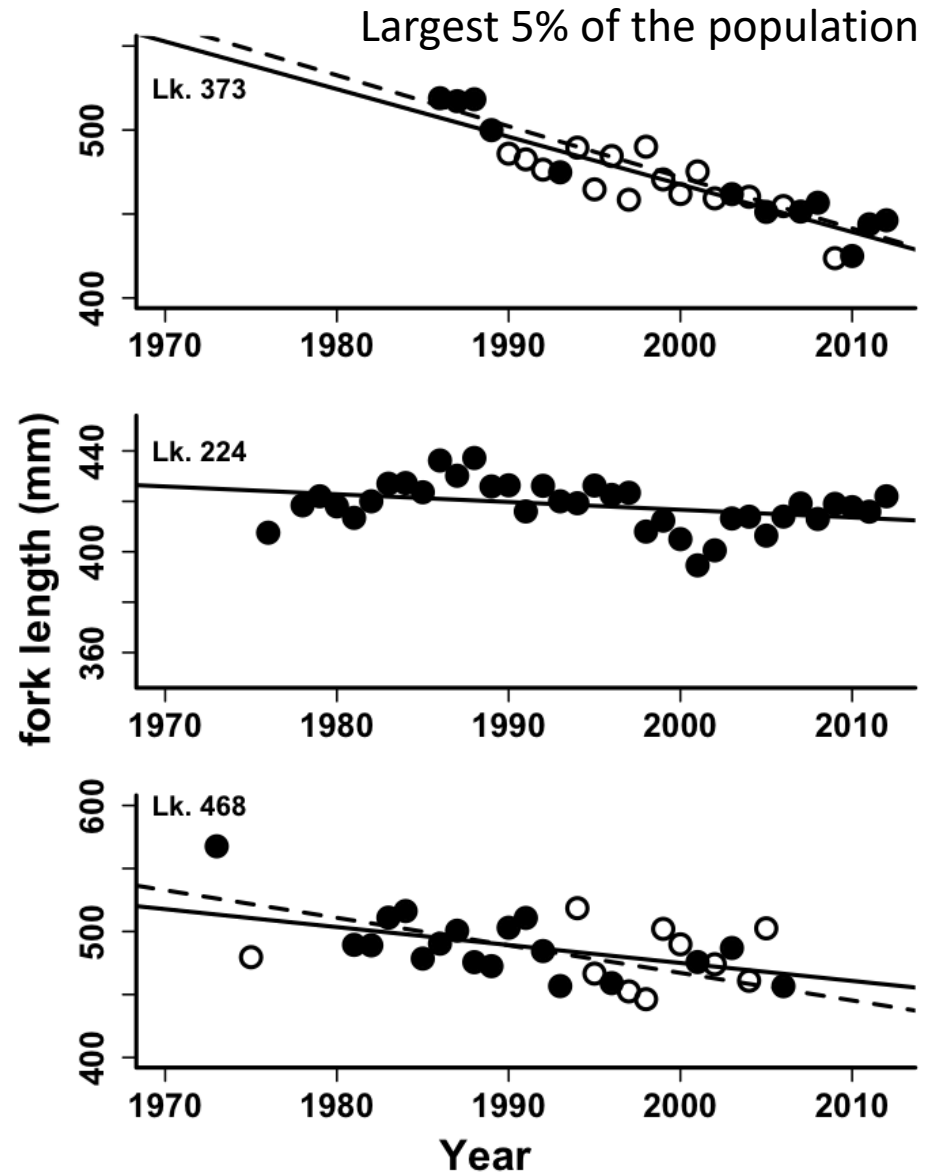 Largest 5% of the population
Lk. 373
500
400
1970 1980 1990 2000 2010
Lk. 224
440
400
360
1970 1980 1990 2000 2010
fork length (mm)
Lk. 468
600
500
400
1970 1980 1990 2000 2010
Year